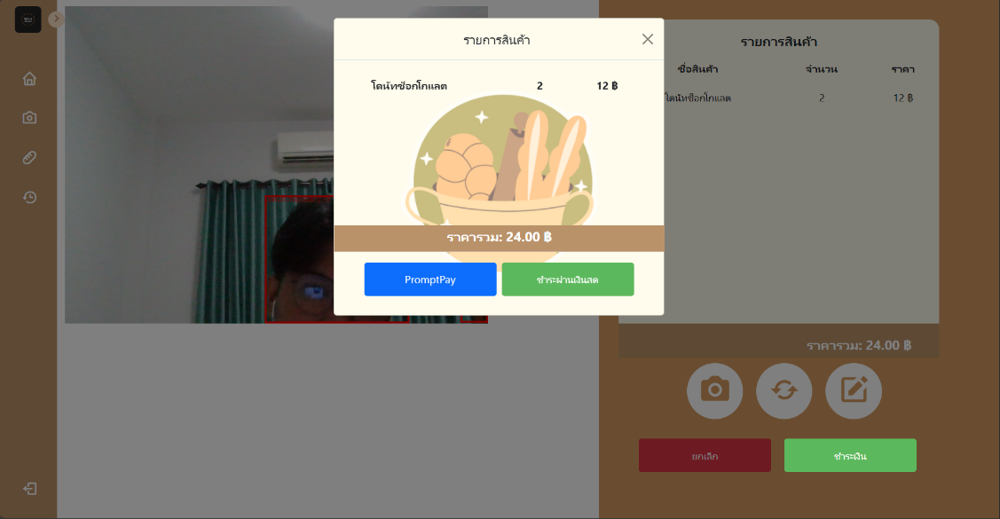 รายการสินค้า
โดนัทช็อกโกแลต 2 12 ฿
ราคารวม: 24.00 ฿
PromptPay ชำระผ่านเงินสด
รายการสินค้า
ชื่อสินค้า จำนวน ราคา
โดนัทช็อกโกแลต 2 12 ฿
ราคารวม: 24.00 ฿
ยกเลิก ชำระเงิน